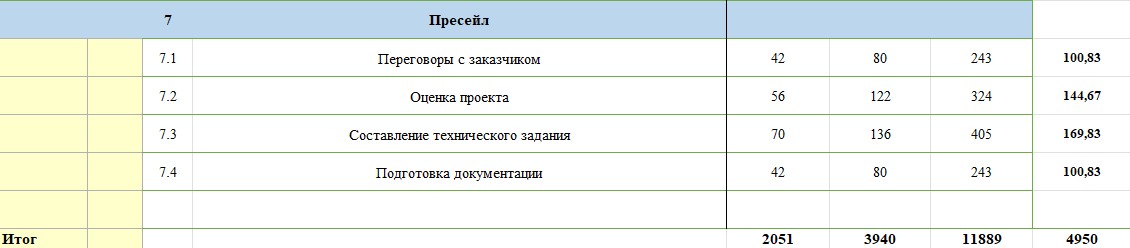 7 Пресейл
7.1 Переговоры с заказчиком 42 80 243 100,83
7.2 Оценка проекта 56 122 324 144,67
7.3 Составление технического задания 70 136 405 169,83
7.4 Подготовка документации 42 80 243 100,83
Итог 2051 3940 11889 4950